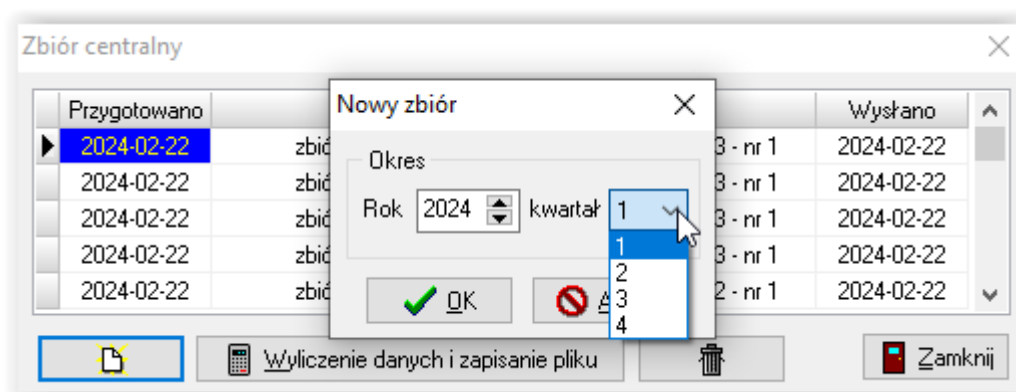 Zbiór centralny
Nowy zbiór
Przygotowano
Wysłano
2024-02-22 3 - nr 1 2024-02-22
2024-02-22 3 - nr 1 2024-02-22
2024-02-22 3 - nr 1 2024-02-22
2024-02-22 3 - nr 1 2024-02-22
2024-02-22 2 - nr 1 2024-02-22
Okres
Rok 2024 kwartał 1
1
2
3
4
OK
Wyliczenie danych i zapisanie pliku
Zamknij